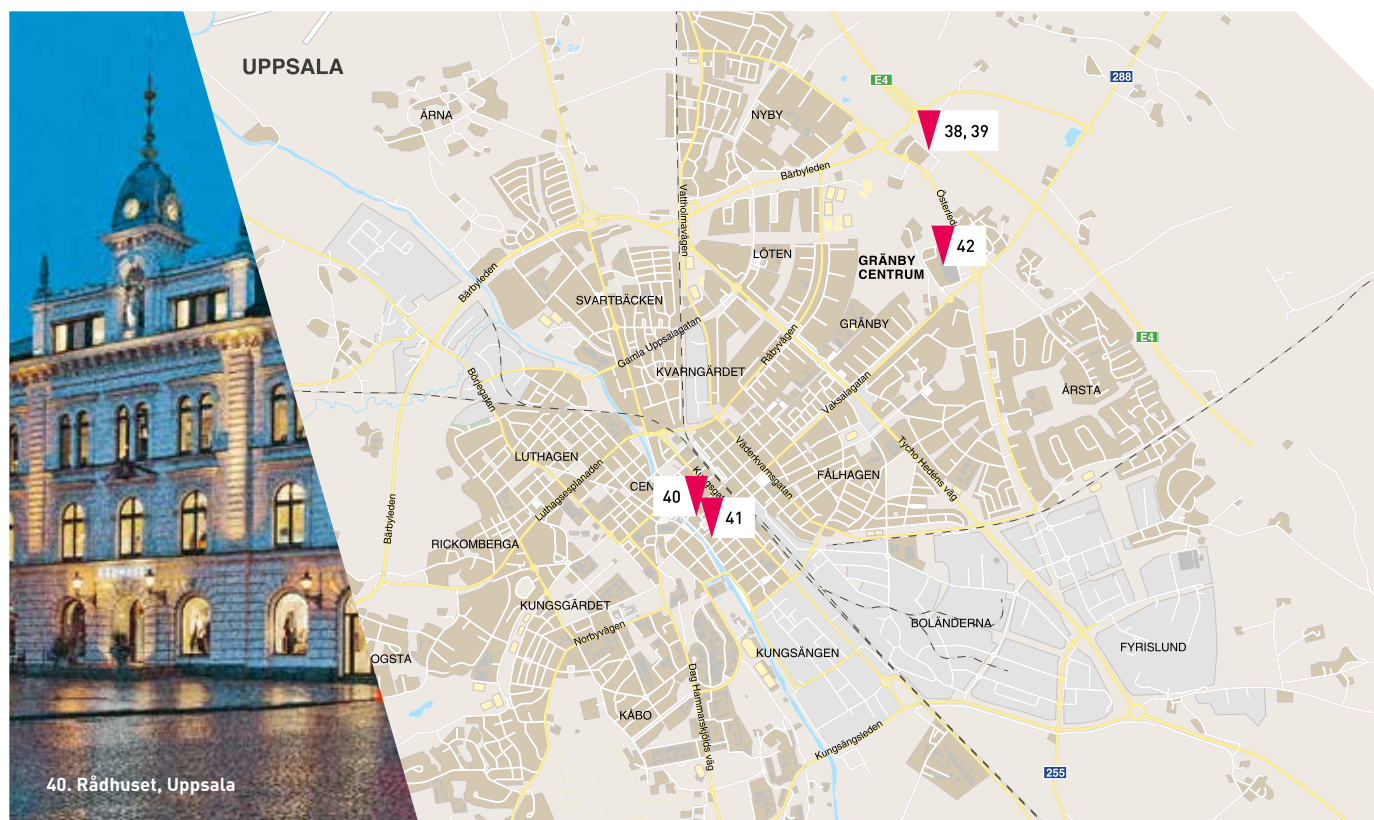 UPPSALA
E4
288
ÄRNA
NYBY
38, 39
Bärbyleden
Vattholmavägen
LÖTEN
42
GRÄNBY
CENTRUM
Bärbyleden
SVARTBÄCKEN
GRÄNBY
Gamla Uppsalagatan
Råbyvägen
E4
KVARNGÄRDET
Börjegatan
Vaksalagatan
ÅRSTA
LUTHAGEN
Väderkvarnsgatan
Tycho Hedéns väg
FÅLHAGEN
Luthagsesplanaden
40
41
Bärbyleden
RICKOMBERGA
KUNGSGÄRDET
BOLÄNDERNA
Norbyvägen
FYRISLUND
KUNGSÄNGEN
OGSTA
Dag Hammarskjölds väg
KÅBO
Kungsängsleden
255
40. Rådhuset, Uppsala